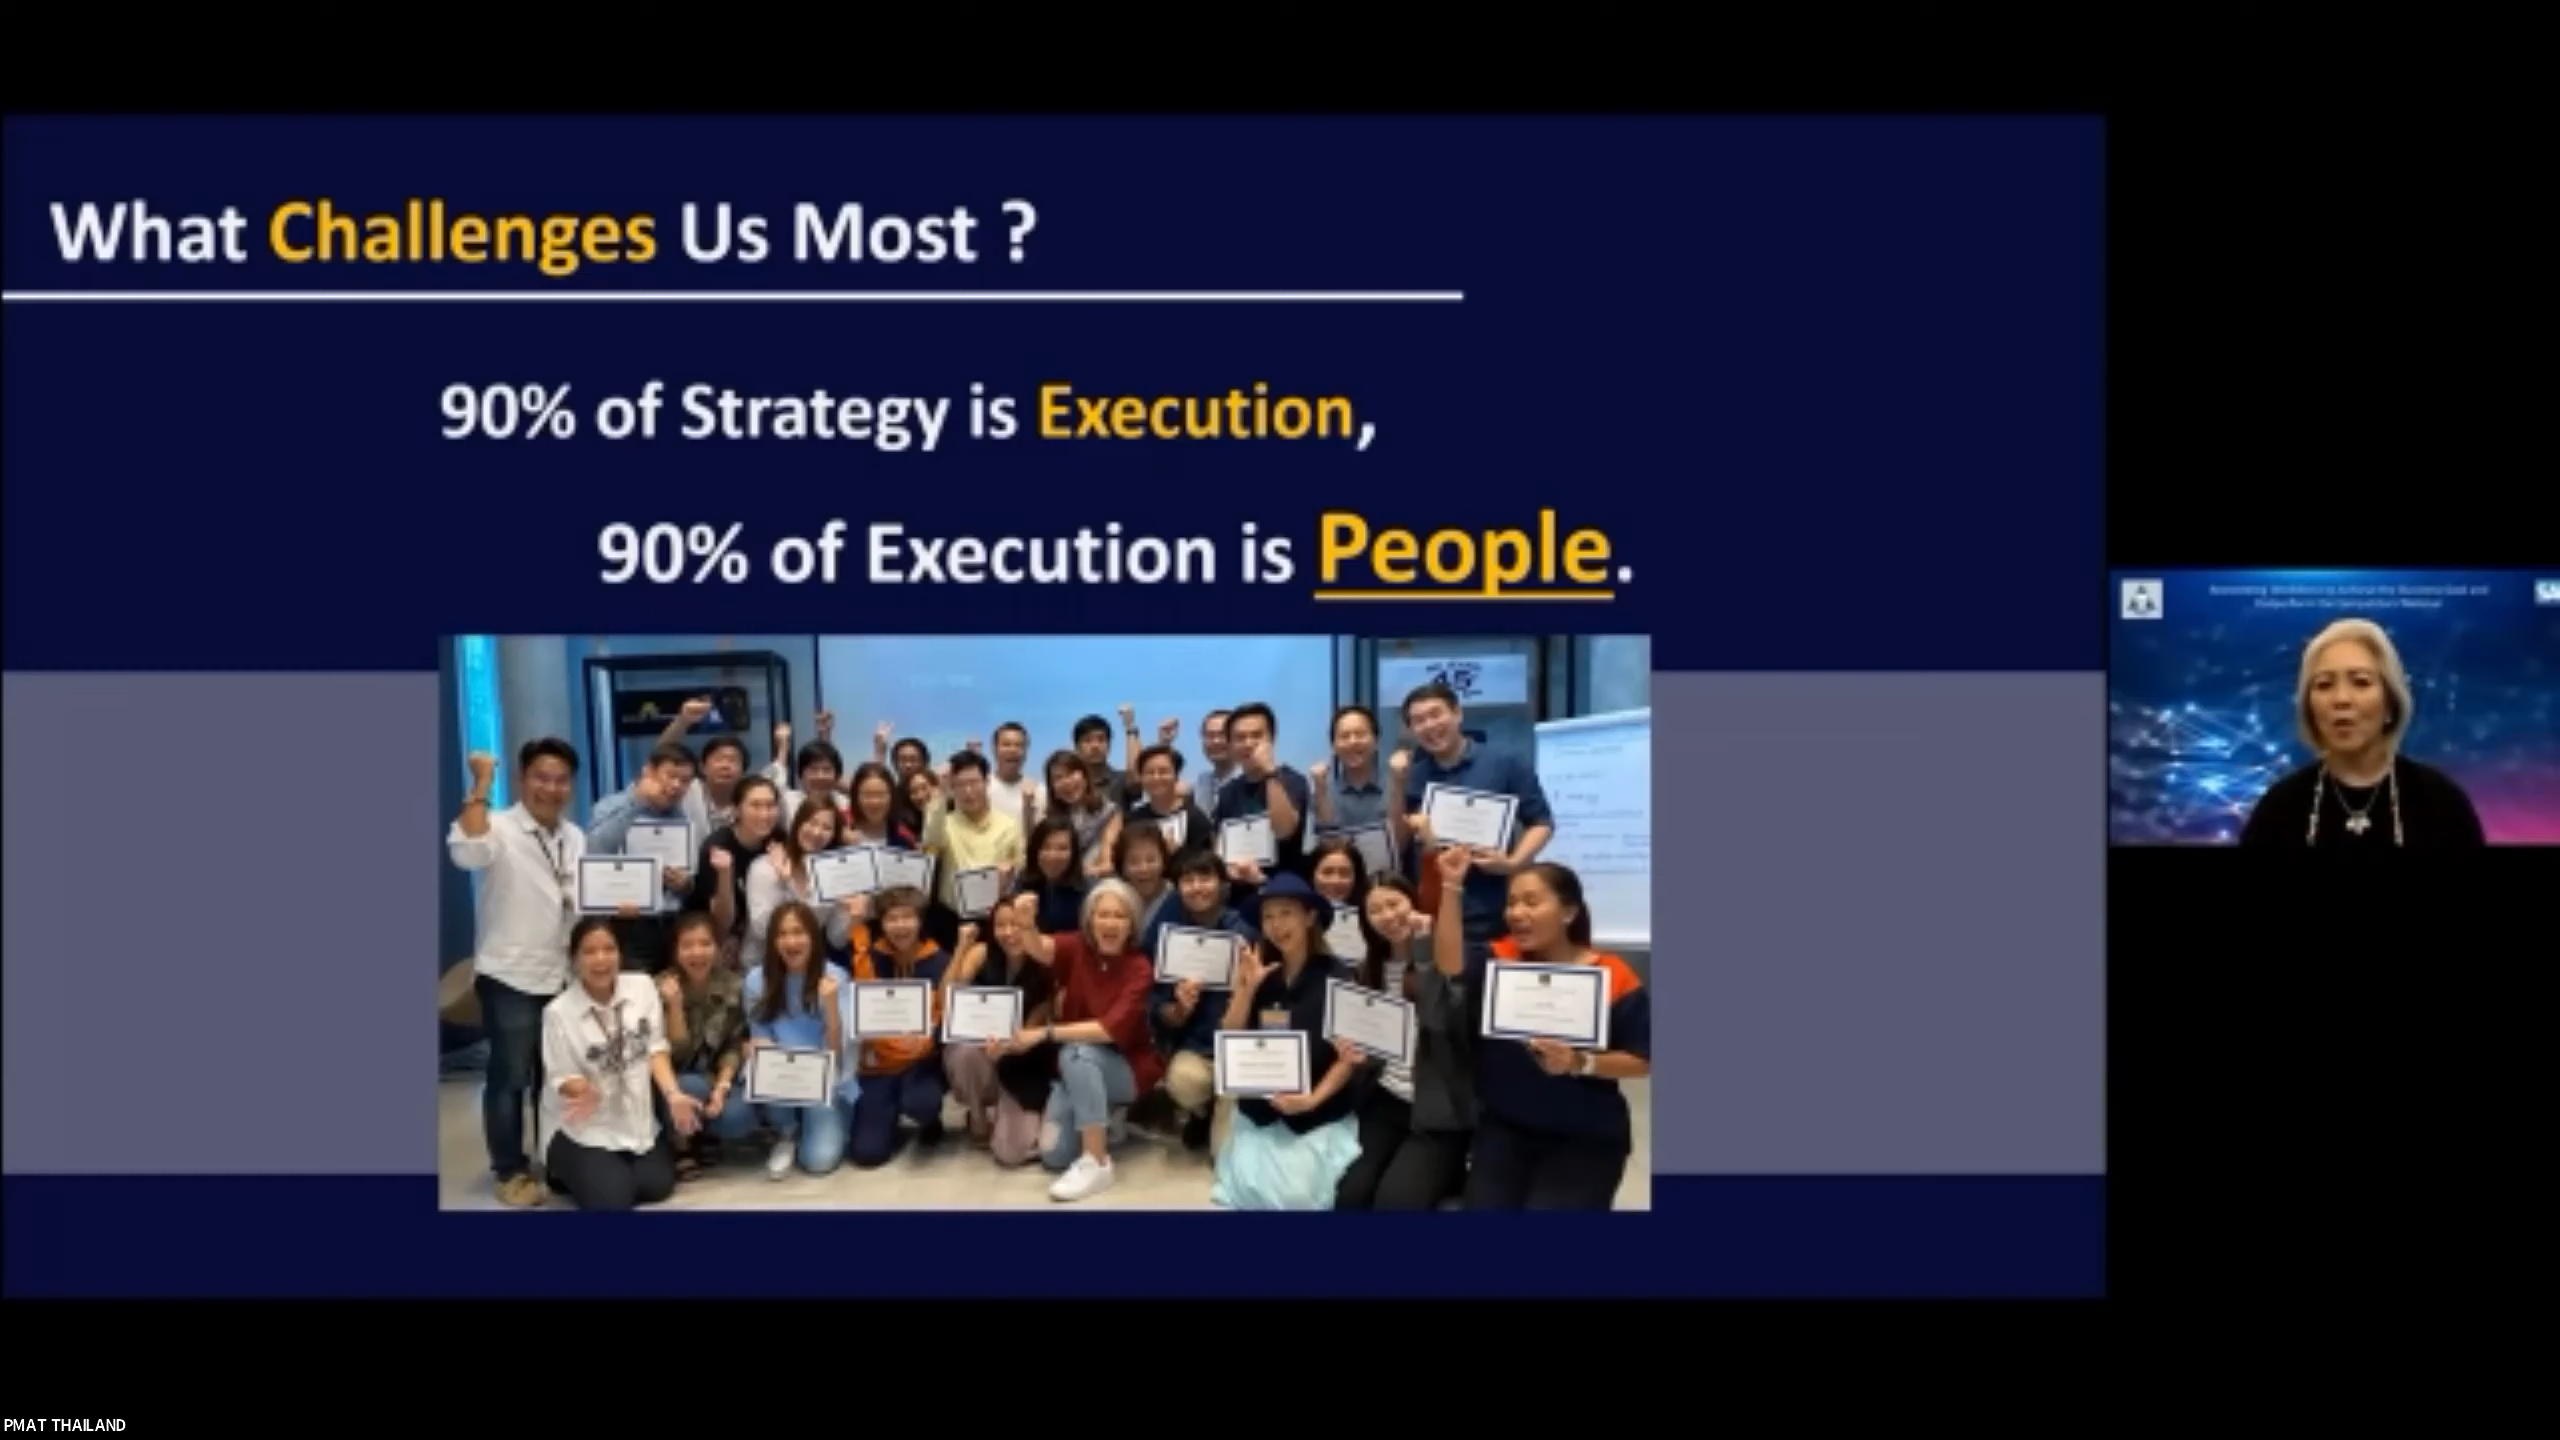 What Challenges Us Most ?
90% of Strategy is Execution,
90% of Execution is People.
PMAT THAILAND